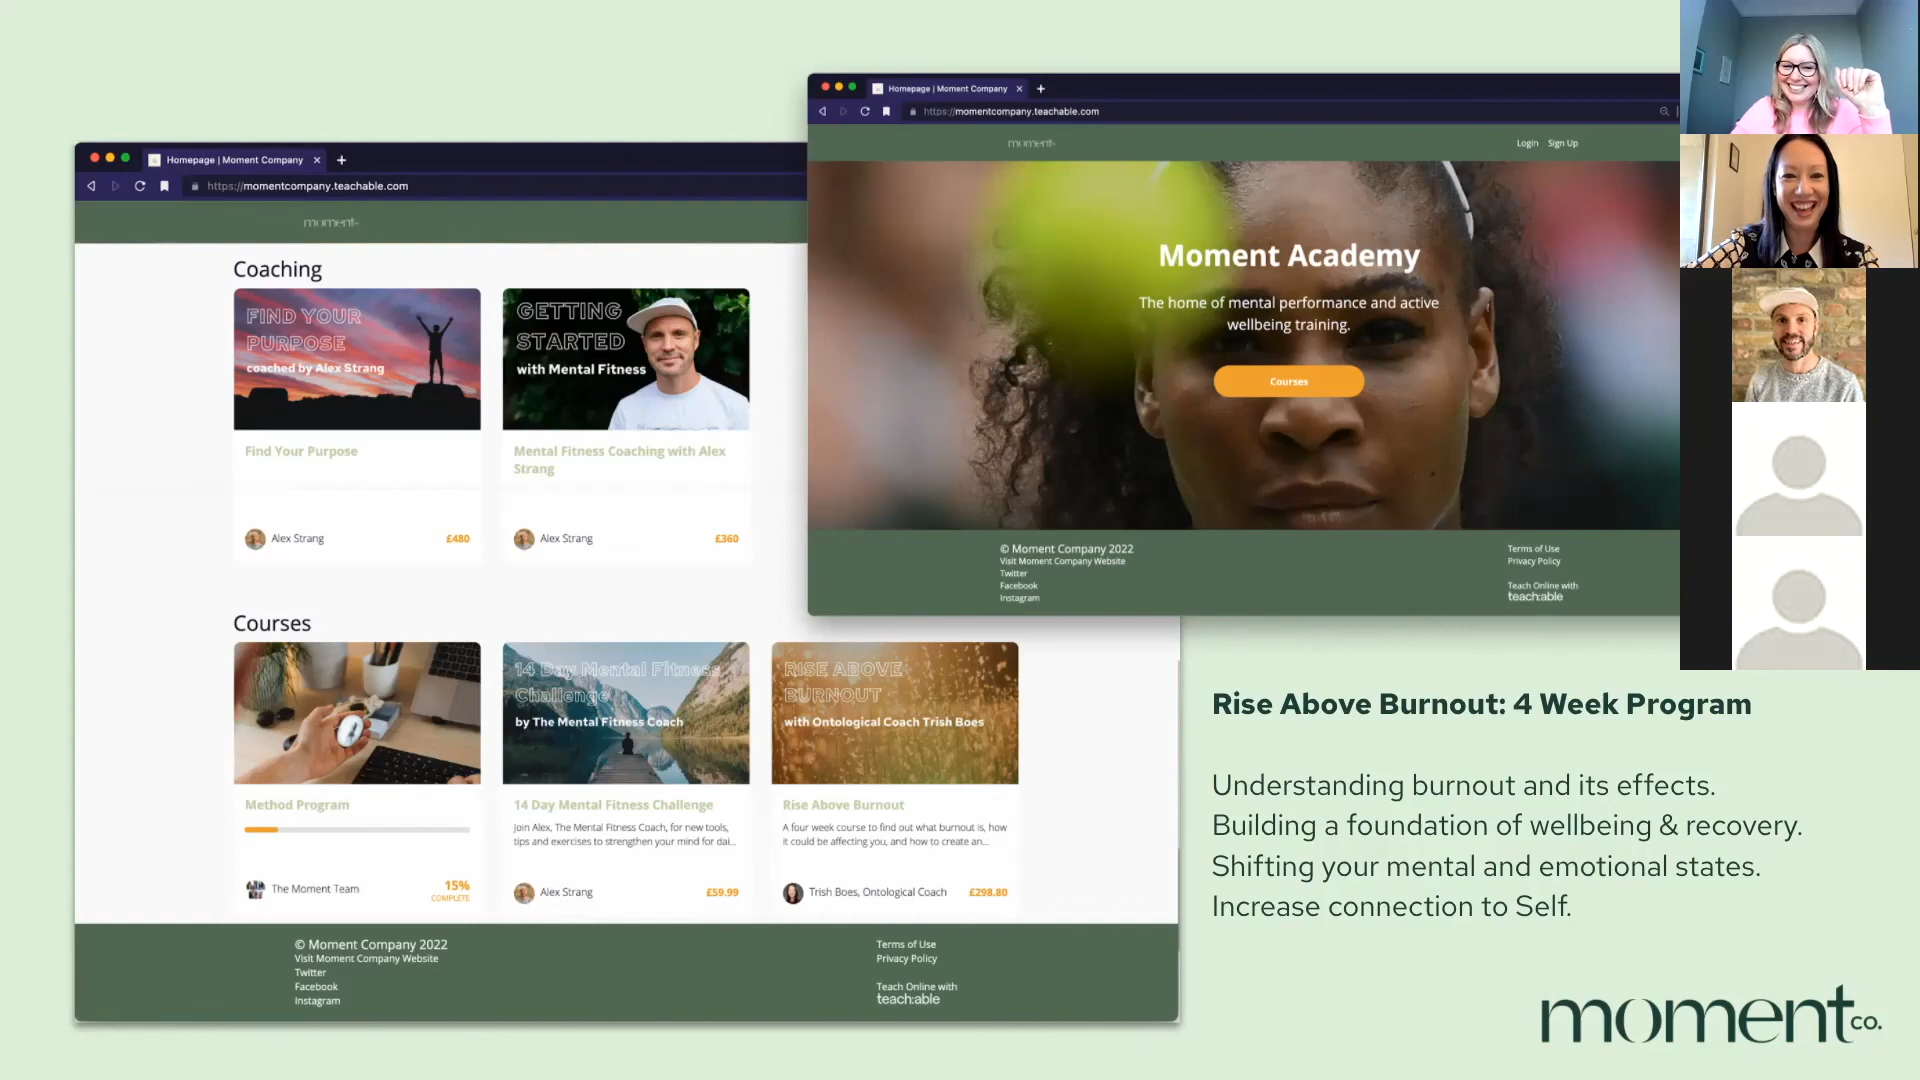 Homepage | Moment Company
https://momentcompany.teachable.com
moment
Coaching
FIND YOUR
PURPOSE
coached by Alex Strang
Find Your Purpose
Alex Strang
£480
GETTING
STARTED
with Mental Fitness
Mental Fitness Coaching with Alex
Strang
Alex Strang
£360
Courses
Method Program
The Moment Team
15%
COMPLETE
14 Day Mental Fitness
Challenge
by The Mental Fitness Coach
14 Day Mental Fitness Challenge
Join Alex, The Mental Fitness Coach, for new tools,
tips and exercises to strengthen your mind for dai...
Alex Strang
£59.99
RISE ABOVE
BURNOUT
with Ontological Coach Trish Boes
Rise Above Burnout
A four week course to find out what burnout is, how
it could be affecting you, and how to create an...
Trish Boes, Ontological Coach
£298.80
© Moment Company 2022
Visit Moment Company Website
Twitter
Facebook
Instagram
Terms of Use
Privacy Policy
Teach Online with
teach:able
Homepage | Moment Company
https://momentcompany.teachable.com
moment
Login Sign Up
Moment Academy
The home of mental performance and active
wellbeing training.
Courses
© Moment Company 2022
Visit Moment Company Website
Twitter
Facebook
Instagram
Terms of Use
Privacy Policy
Teach Online with
teach:able
Rise Above Burnout: 4 Week Program
Understanding burnout and its effects.
Building a foundation of wellbeing & recovery.
Shifting your mental and emotional states.
Increase connection to Self.
moment co.